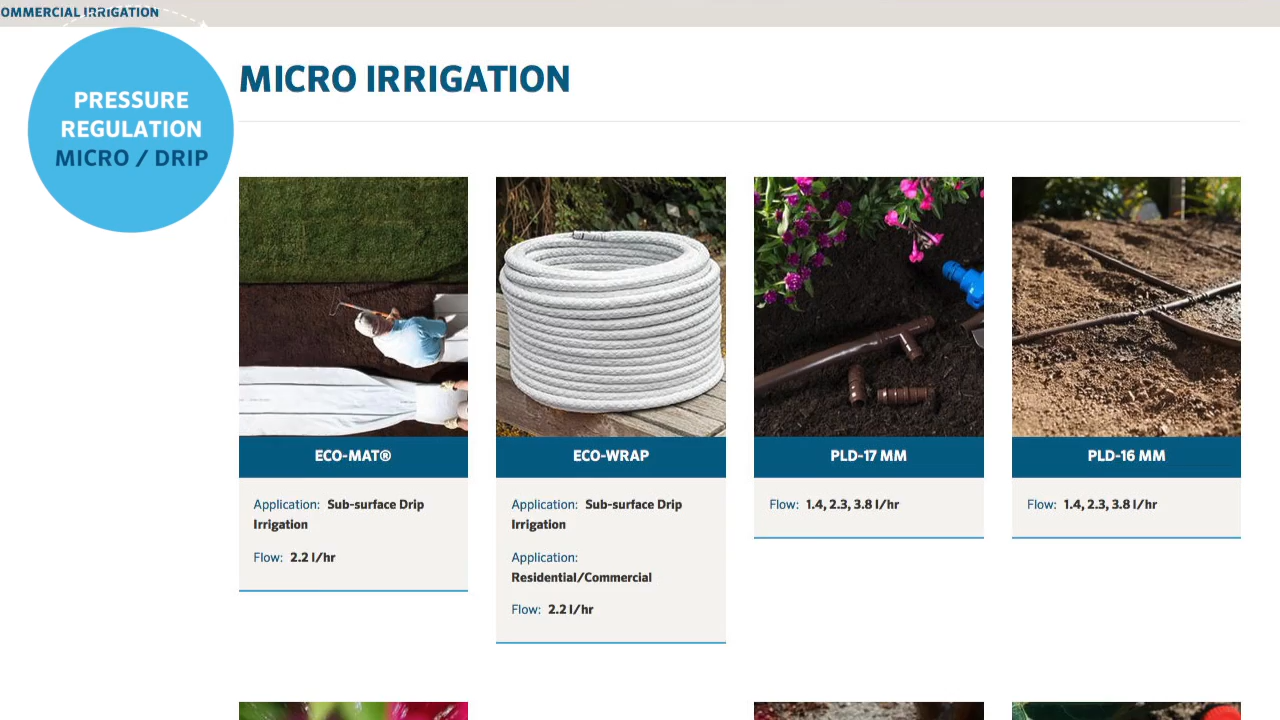 OMMERCIAL IRRIGATION
PRESSURE
REGULATION
MICRO / DRIP
MICRO IRRIGATION
ECO-MAT®
Application: Sub-surface Drip
Irrigation
Flow: 2.2 l/hr
ECO-WRAP
Application: Sub-surface Drip
Irrigation
Application:
Residential/Commercial
Flow: 2.2 l/hr
PLD-17 MM
Flow: 1.4, 2.3, 3.8 l/hr
PLD-16 MM
Flow: 1.4, 2.3, 3.8 l/hr